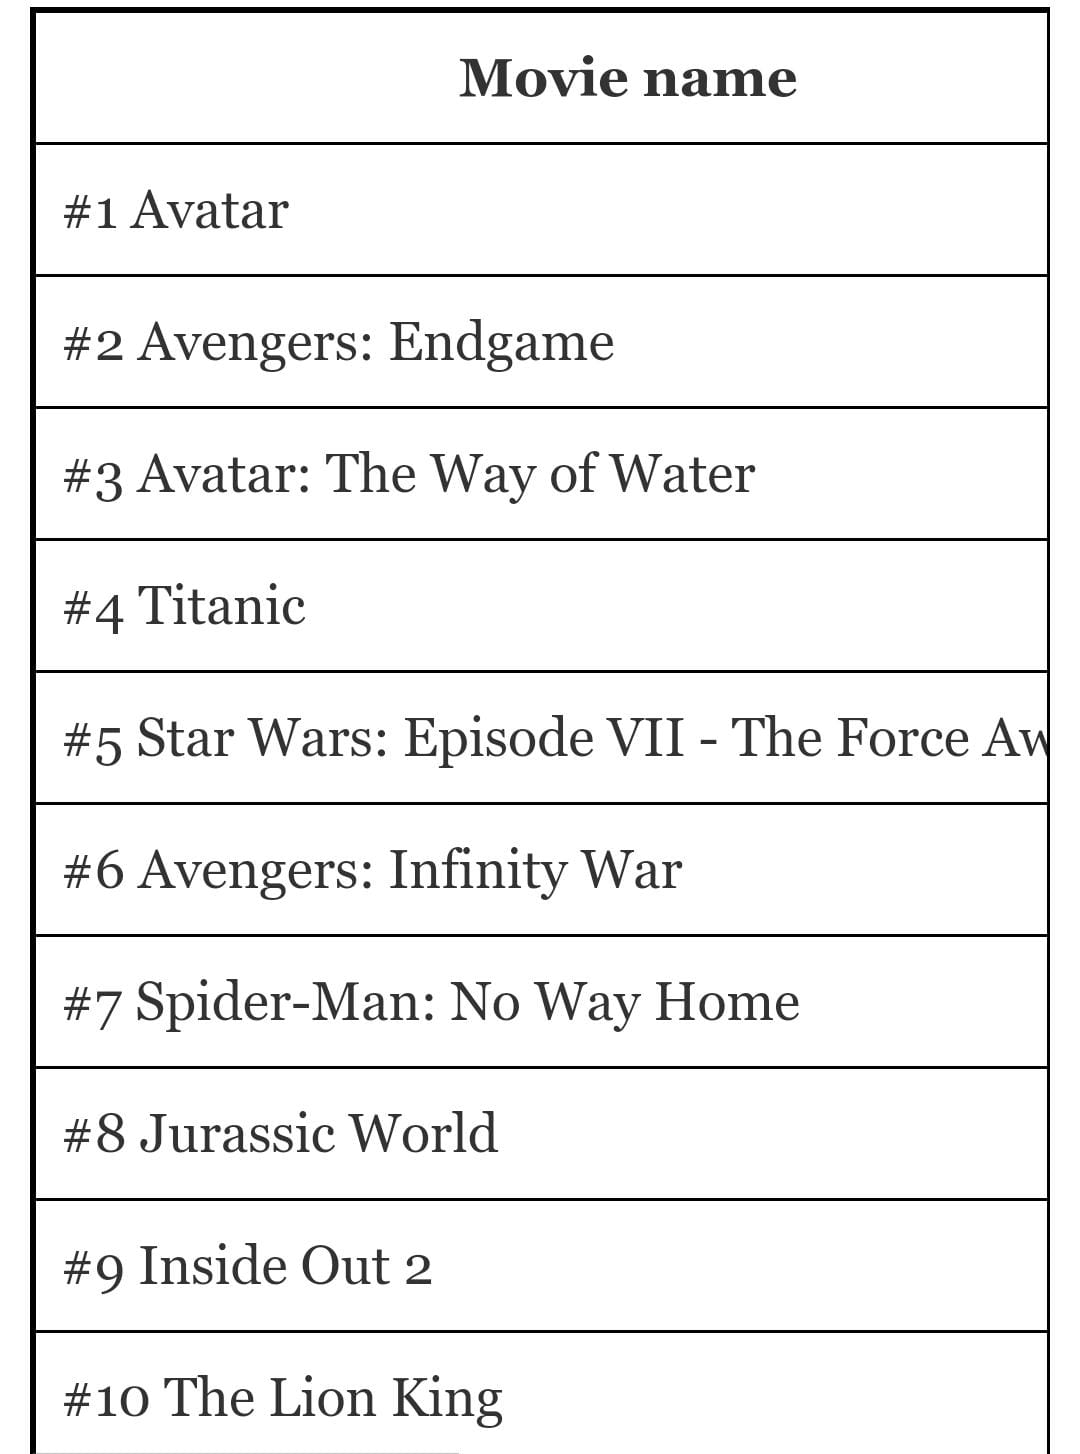 Movie name
#1 Avatar
#2 Avengers: Endgame
#3 Avatar: The Way of Water
#4 Titanic
#5 Star Wars: Episode VII - The Force
#6 Avengers: Infinity War
#7 Spider-Man: No Way Home
#8 Jurassic World
#9 Inside Out 2
#10 The Lion King